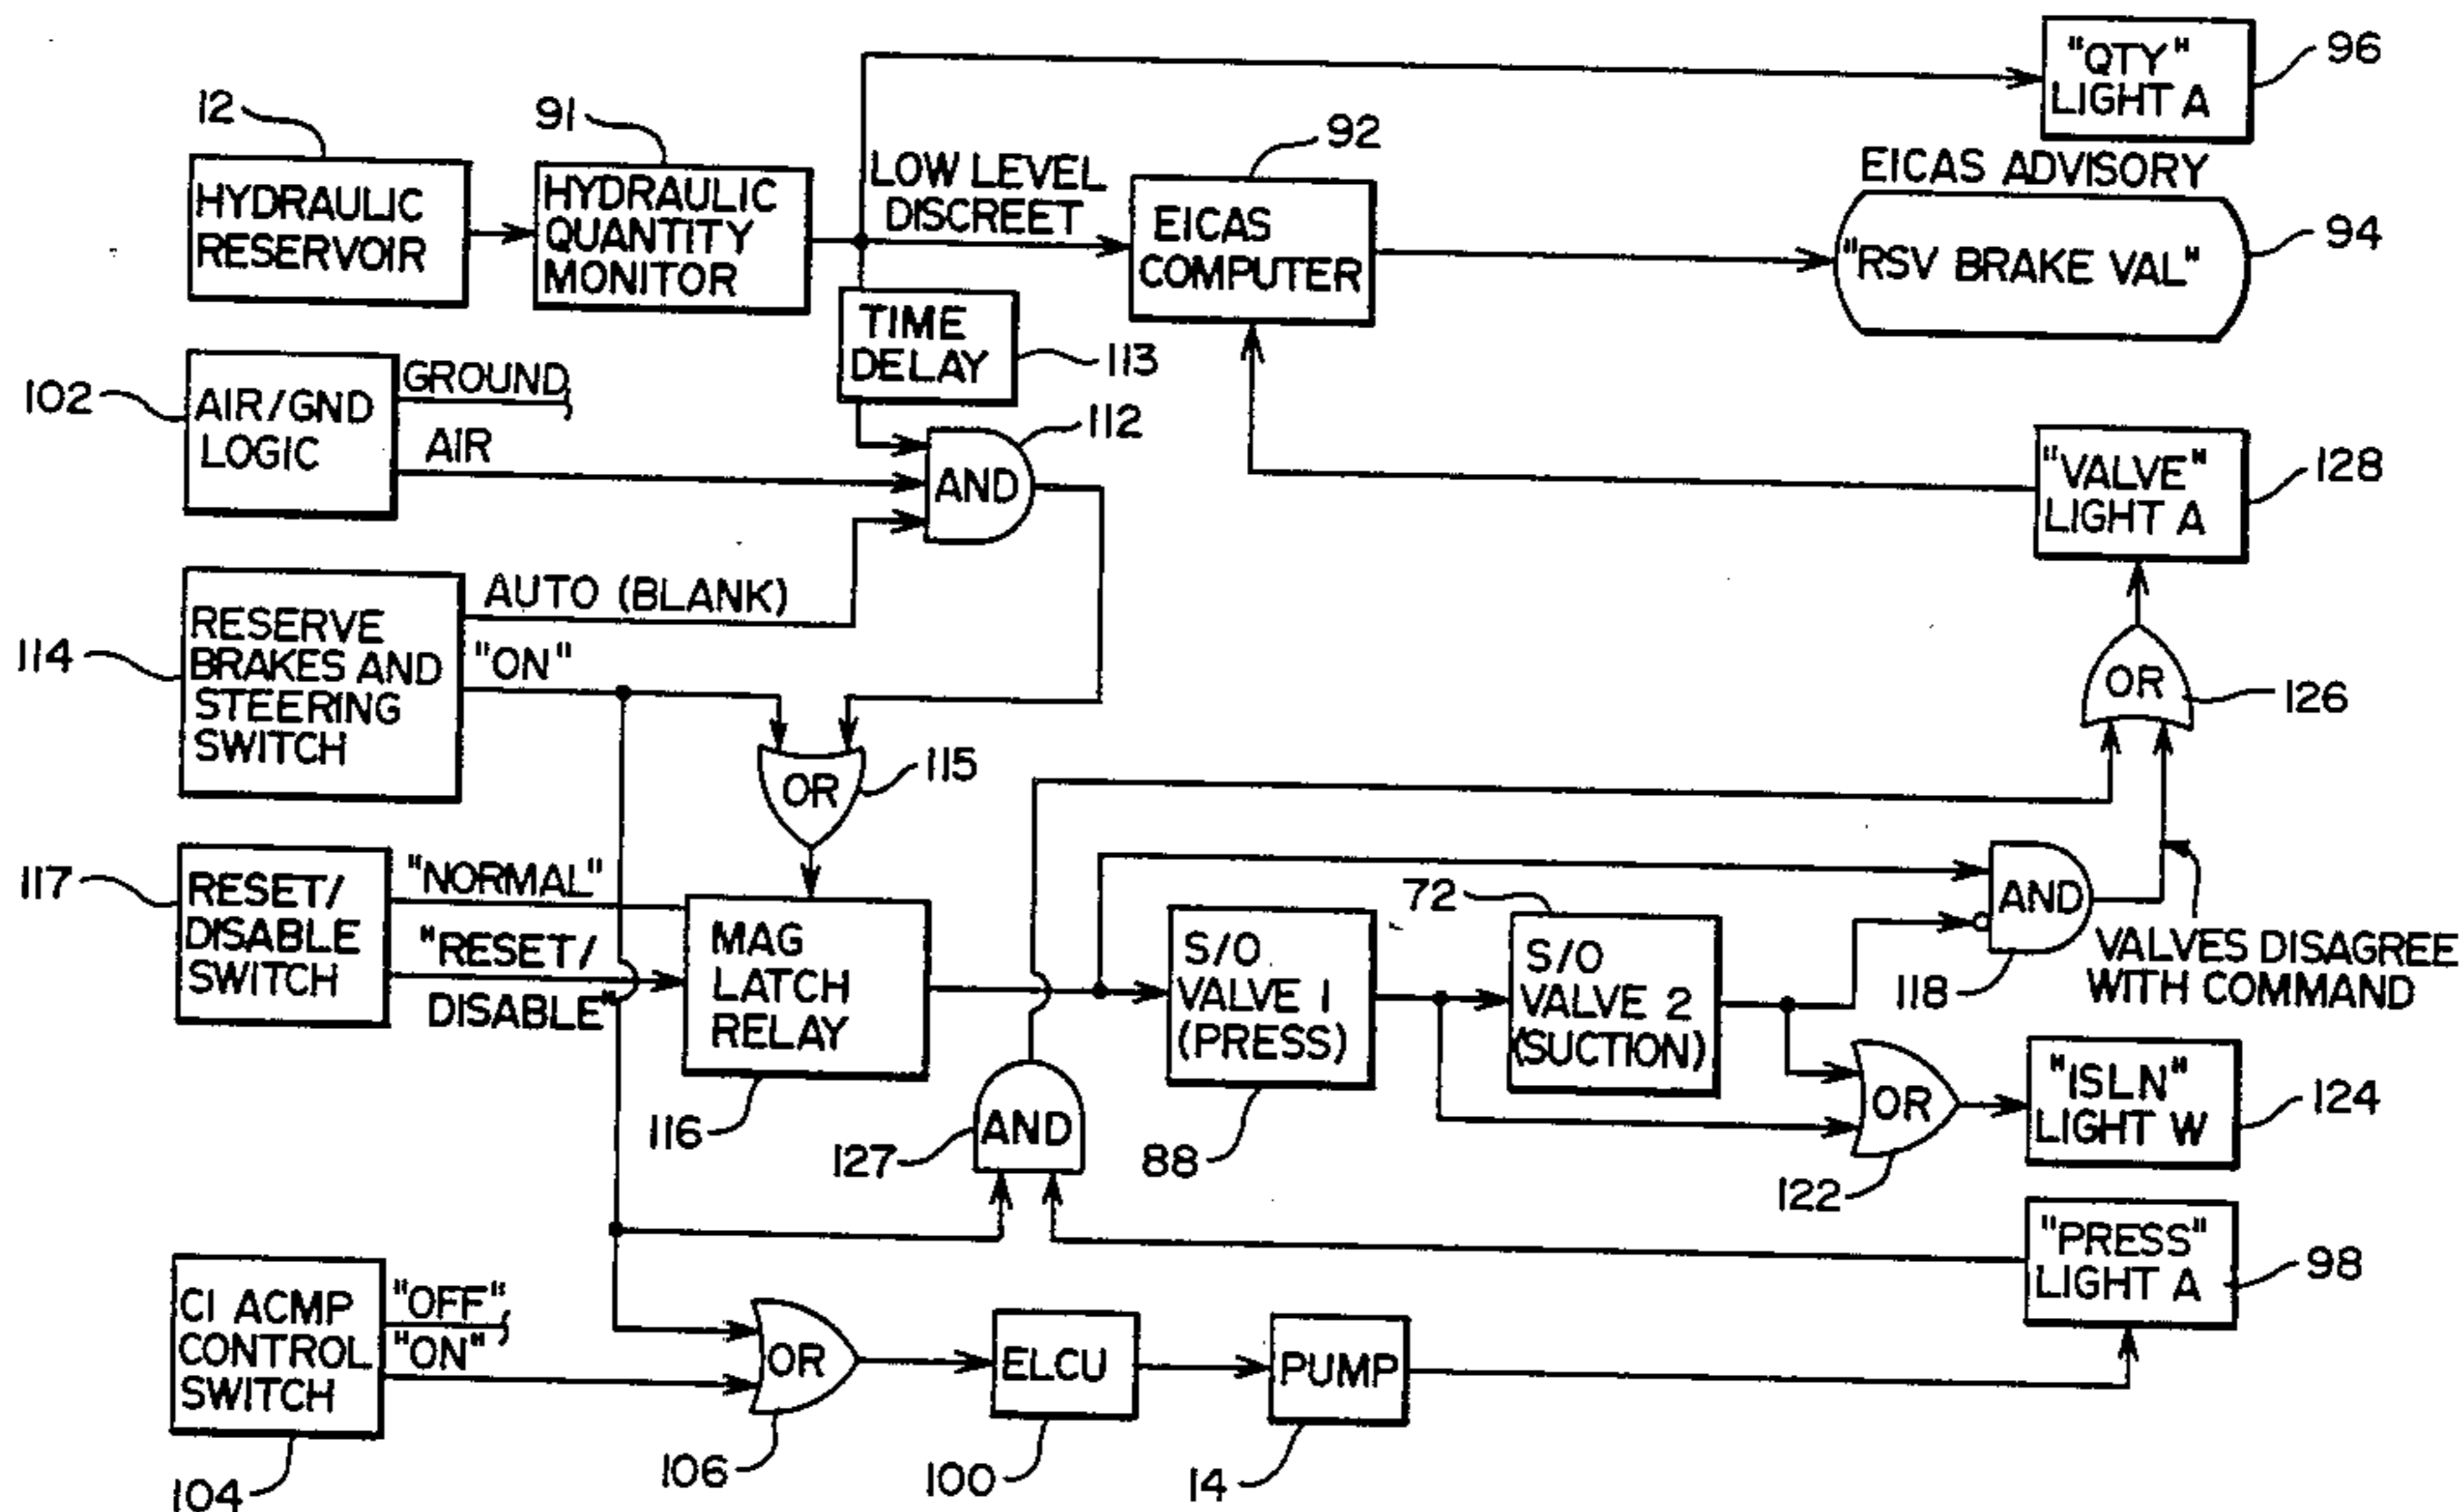 "QTY"
LIGHT A
96
12
91
92
HYDRAULIC
RESERVOIR
HYDRAULIC
QUANTITY
MONITOR
LOW LEVEL
DISCREET
EICAS
COMPUTER
EICAS ADVISORY
"RSV BRAKE VAL"
94
TIME
DELAY
113
102
AIR/GND
LOGIC
GROUND
AIR
112
AND
"VALVE"
LIGHT A
128
114
RESERVE
BRAKES AND
STEERING
SWITCH
AUTO (BLANK)
"ON"
OR
115
OR
126
117
RESET/
DISABLE
SWITCH
"NORMAL"
"RESET/
DISABLE"
MAG
LATCH
RELAY
116
S/O
VALVE 1
(PRESS)
88
72
S/O
VALVE 2
(SUCTION)
AND
118
VALVES DISAGREE
WITH COMMAND
AND
127
OR
122
"ISLN"
LIGHT W
124
"PRESS"
LIGHT A
98
C1 ACMP
CONTROL
SWITCH
104
"OFF"
"ON"
OR
106
ELCU
100
PUMP
14